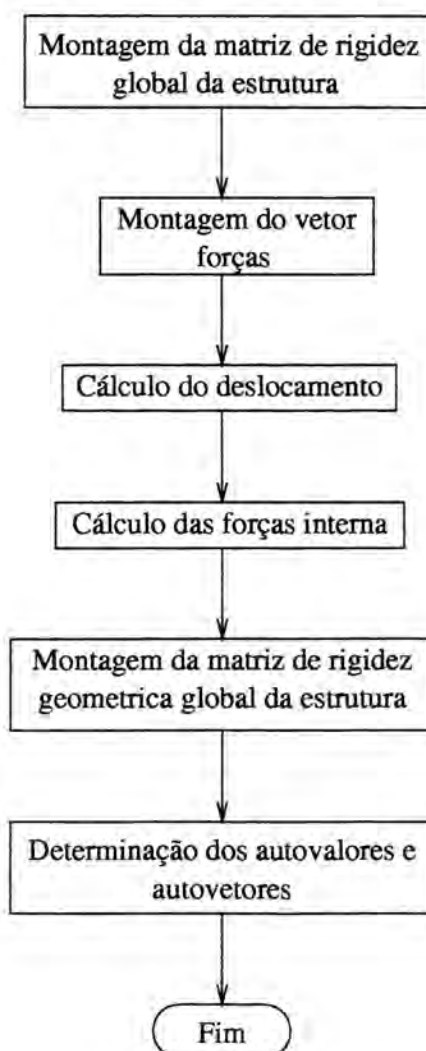 Montagem da matriz de rigidez
global da estrutura
Montagem do vetor
forças
Cálculo do deslocamento
Cálculo das forças interna
Montagem da matriz de rigidez
geometrica global da estrutura
Determinação dos autovalores e
autovetores
Fim